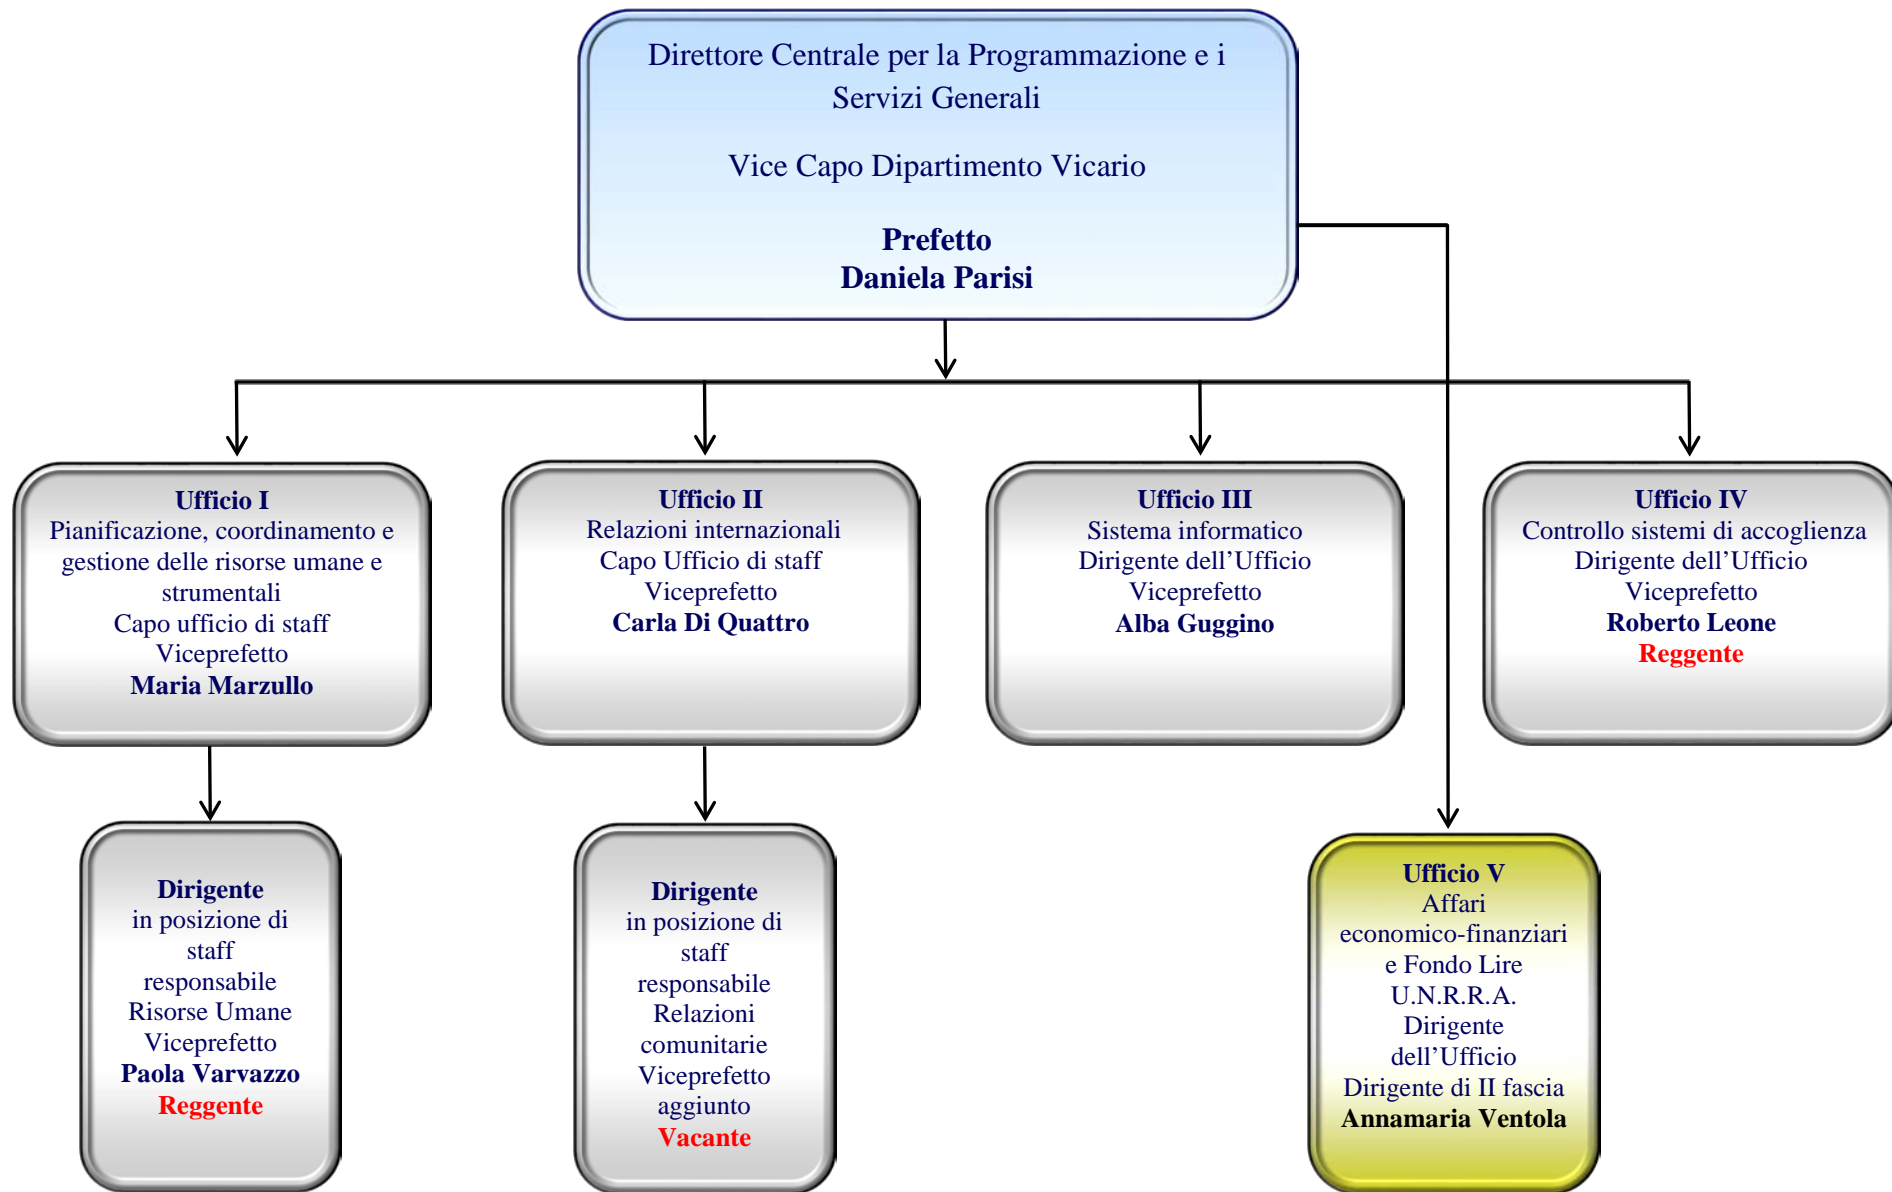 Direttore Centrale per la Programmazione e i
Servizi Generali
Vice Capo Dipartimento Vicario
Prefetto
Daniela Parisi
Ufficio I
Pianificazione, coordinamento e
gestione delle risorse umane e
strumentali
Capo ufficio di staff
Viceprefetto
Maria Marzullo
Ufficio II
Relazioni internazionali
Capo Ufficio di staff
Viceprefetto
Carla Di Quattro
Ufficio III
Sistema informatico
Dirigente dell’Ufficio
Viceprefetto
Alba Guggino
Ufficio IV
Controllo sistemi di accoglienza
Dirigente dell’Ufficio
Viceprefetto
Roberto Leone
Reggente
Dirigente
in posizione di
staff
responsabile
Risorse Umane
Viceprefetto
Paola Varvazzo
Reggente
Dirigente
in posizione di
staff
responsabile
Relazioni
comunitarie
Viceprefetto
aggiunto
Vacante
Ufficio V
Affari
economico-finanziari
e Fondo Lire
U.N.R.R.A.
Dirigente
dell’Ufficio
Dirigente di II fascia
Annamaria Ventola